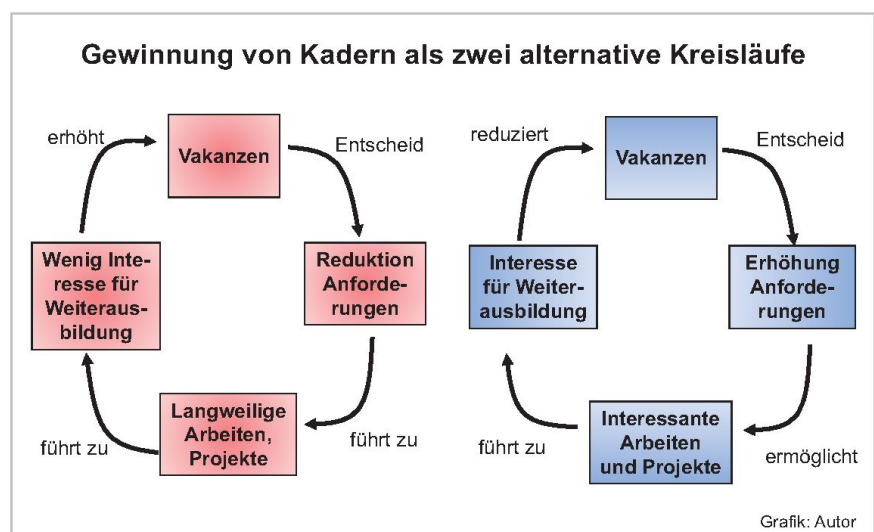 Gewinnung von Kadern als zwei alternative Kreisläufe
erhöht
Vakanzen
Entscheid
Wenig Inte-
resse für
Weiteraus-
bildung
Reduktion
Anforde-
rungen
führt zu
Langweilige
Arbeiten,
Projekte
führt zu
reduziert
Vakanzen
Entscheid
Interesse
für Weiter-
ausbildung
Erhöhung
Anforde-
rungen
führt zu
Interessante
Arbeiten
und Projekte
ermöglicht
Grafik: Autor